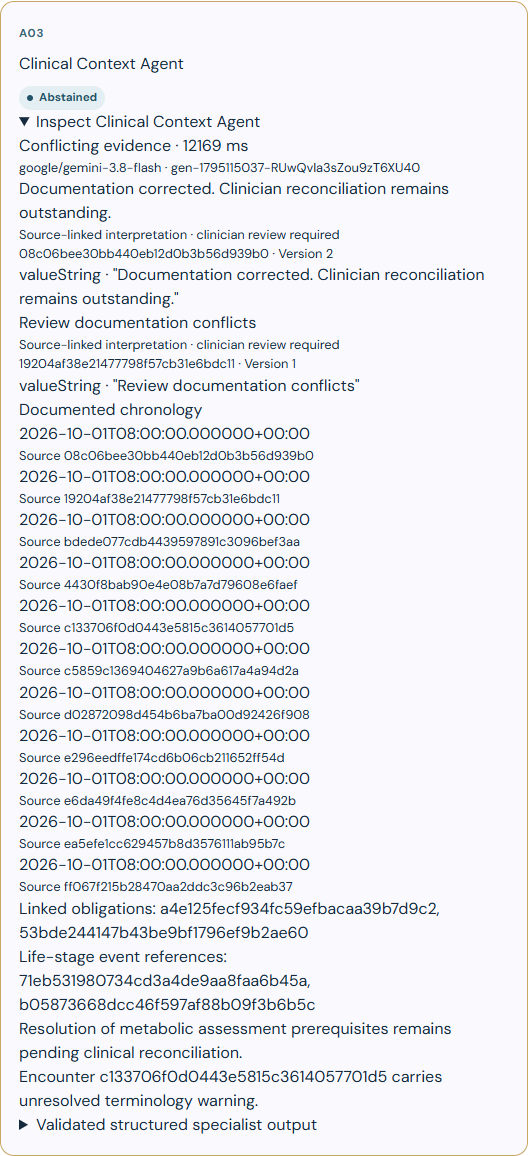 A03
Clinical Context Agent
Abstained
Inspect Clinical Context Agent
Conflicting evidence · 12169 ms
google/gemini-3.8-flash · gen-1795115037-RUwQvIa3sZou9zT6XU40
Documentation corrected. Clinician reconciliation remains
outstanding.
Source-linked interpretation · clinician review required
08c06bee30bb440eb12d0b3b56d939b0 · Version 2
valueString · "Documentation corrected. Clinician reconciliation
remains outstanding."
Review documentation conflicts
Source-linked interpretation · clinician review required
19204af38e21477798f57cb31e6bdc11 · Version 1
valueString · "Review documentation conflicts"
Documented chronology
2026-10-01T08:00:00.000000+00:00
Source 08c06bee30bb440eb12d0b3b56d939b0
2026-10-01T08:00:00.000000+00:00
Source 19204af38e21477798f57cb31e6bdc11
2026-10-01T08:00:00.000000+00:00
Source bdede077cdb4439597891c3096bef3aa
2026-10-01T08:00:00.000000+00:00
Source 4430f8bab90e4e08b7a7d79608e6faef
2026-10-01T08:00:00.000000+00:00
Source c133706f0d0443e5815c3614057701d5
2026-10-01T08:00:00.000000+00:00
Source c5859c1369404627a9b6a617a4a94d2a
2026-10-01T08:00:00.000000+00:00
Source d02872098d454b6ba7ba00d92426f908
2026-10-01T08:00:00.000000+00:00
Source e296eedffe174cd6b06cb211652ff54d
2026-10-01T08:00:00.000000+00:00
Source e6da49f4fe8c4d4ea76d35645f7a492b
2026-10-01T08:00:00.000000+00:00
Source ea5efe1cc629457b8d3576111ab95b7c
2026-10-01T08:00:00.000000+00:00
Source ff067f215b28470aa2ddc3c96b2eab37
Linked obligations: a4e125fecf934fc59efbacaa39b7d9c2,
53bde244147b43be9bf1796ef9b2ae60
Life-stage event references:
71eb531980734cd3a4de9aa8faa6b45a,
b05873668dcc46f597af88b09f3b6b5c
Resolution of metabolic assessment prerequisites remains
pending clinical reconciliation.
Encounter c133706f0d0443e5815c3614057701d5 carries
unresolved terminology warning.
Validated structured specialist output